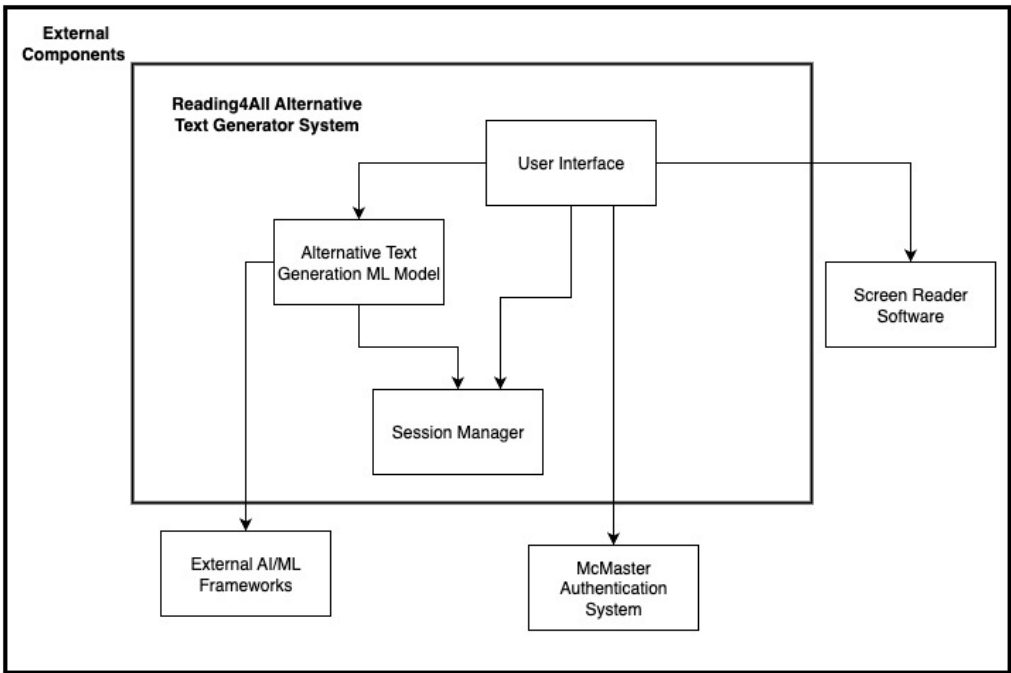 External
Components
Reading4All Alternative
Text Generator System
User Interface
Alternative Text
Generation ML Model
Screen Reader
Software
Session Manager
External AI/ML
Frameworks
McMaster
Authentication
System